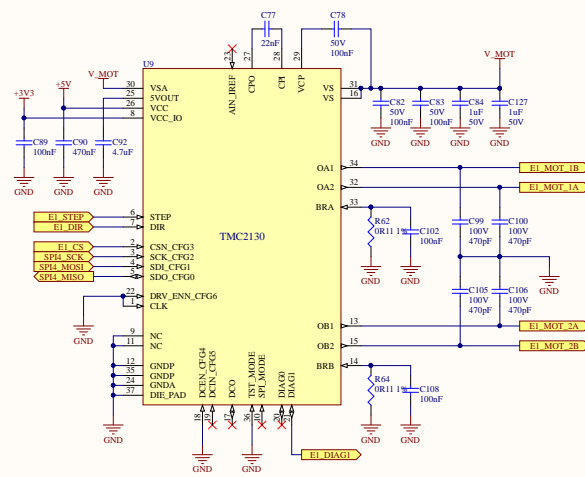 C77
22nF
C78
50V
100nF
V_MOT
+5V
+3V3
V_MOT
U9
23
27
28
29
AIN_IREF
CPO
CPI
VCP
30
VSA
25
5VOUT
26
VCC
8
VCC_IO
VS
31
VS
16
C89
100nF
C90
470nF
C92
4.7uF
C82
50V
100nF
C83
50V
100nF
C84
1uF
50V
C127
1uF
50V
GND
GND
GND
GND
GND
GND
GND
OA1
34
E1_MOT_1B
OA2
32
E1_MOT_1A
BRA
33
E1_STEP
6
STEP
E1_DIR
7
DIR
R62
0R11 1%
C102
100nF
C99
100V
470pF
C100
100V
470pF
TMC2130
E1_CS
2
CSN_CFG3
SPI4_SCK
3
SCK_CFG2
SPI4_MOSI
4
SDI_CFG1
SPI4_MISO
5
SDO_CFG0
GND
GND
GND
22
DRV_ENN_CFG6
1
CLK
C105
100V
470pF
C106
100V
470pF
GND
OB1
13
E1_MOT_2A
OB2
15
E1_MOT_2B
9
NC
11
NC
12
GNDP
35
GNDP
24
GNDA
37
DIE_PAD
BRB
14
R64
0R11 1%
C108
100nF
DCEN_CFG4
DCIN_CFG5
DCO
TST_MODE
SPI_MODE
DIAG0
DIAG1
18
19
17
36
10
20
21
GND
GND
GND
GND
GND
E1_DIAG1